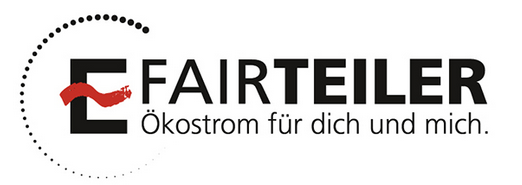 E FAIRTEILER
Ökostrom für dich und mich.